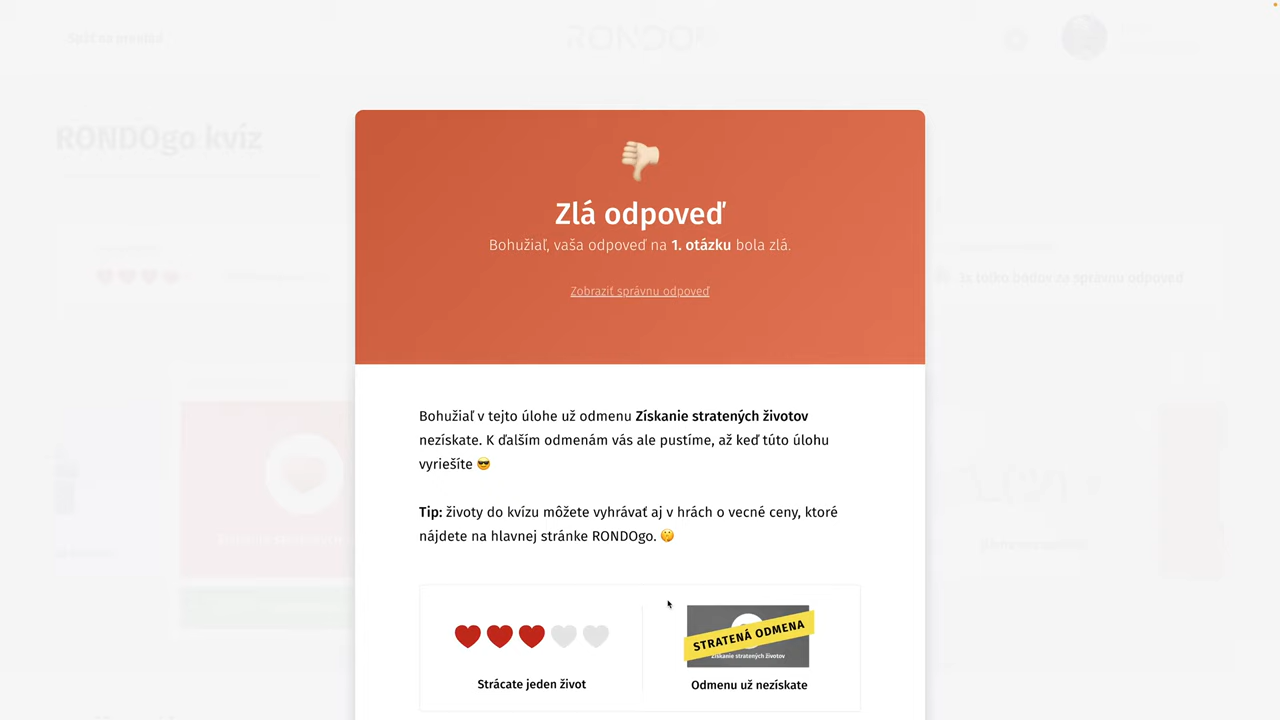 RONDO
RONDOgo kvíz
Zlá odpoveď
Bohužiaľ, vaša odpoveď na 1. otázku bola zlá.
Zobraziť správnu odpoveď
Bohužiaľ v tejto úlohe už odmenu Získanie stratených životov
nezískate. K ďalším odmenám vás ale pustíme, až keď túto úlohu
vyriešite 😎
Tip: životy do kvízu môžete vyhrávať aj v hrách o vecné ceny, ktoré
nájdete na hlavnej stránke RONDOgo. 🤫
STRATENÁ ODMENA
Získanie stratených životov
Strácate jeden život
Odmenu už nezískate